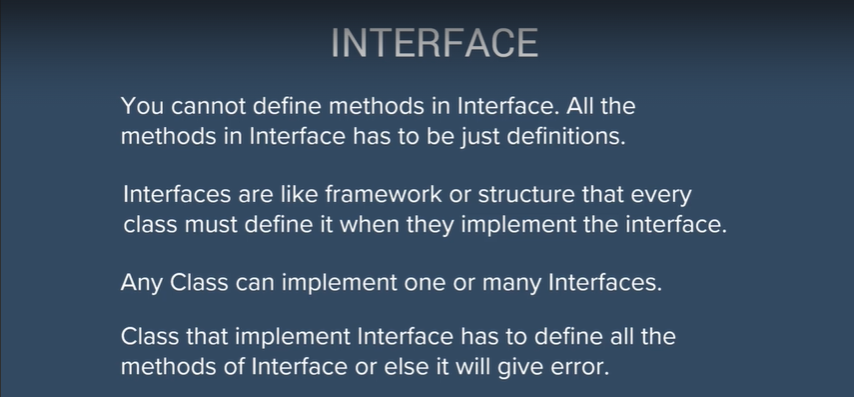 INTERFACE
You cannot define methods in Interface. All the
methods in Interface has to be just definitions.
Interfaces are like framework or structure that every
class must define it when they implement the interface.
Any Class can implement one or many Interfaces.
Class that implement Interface has to define all the
methods of Interface or else it will give error.